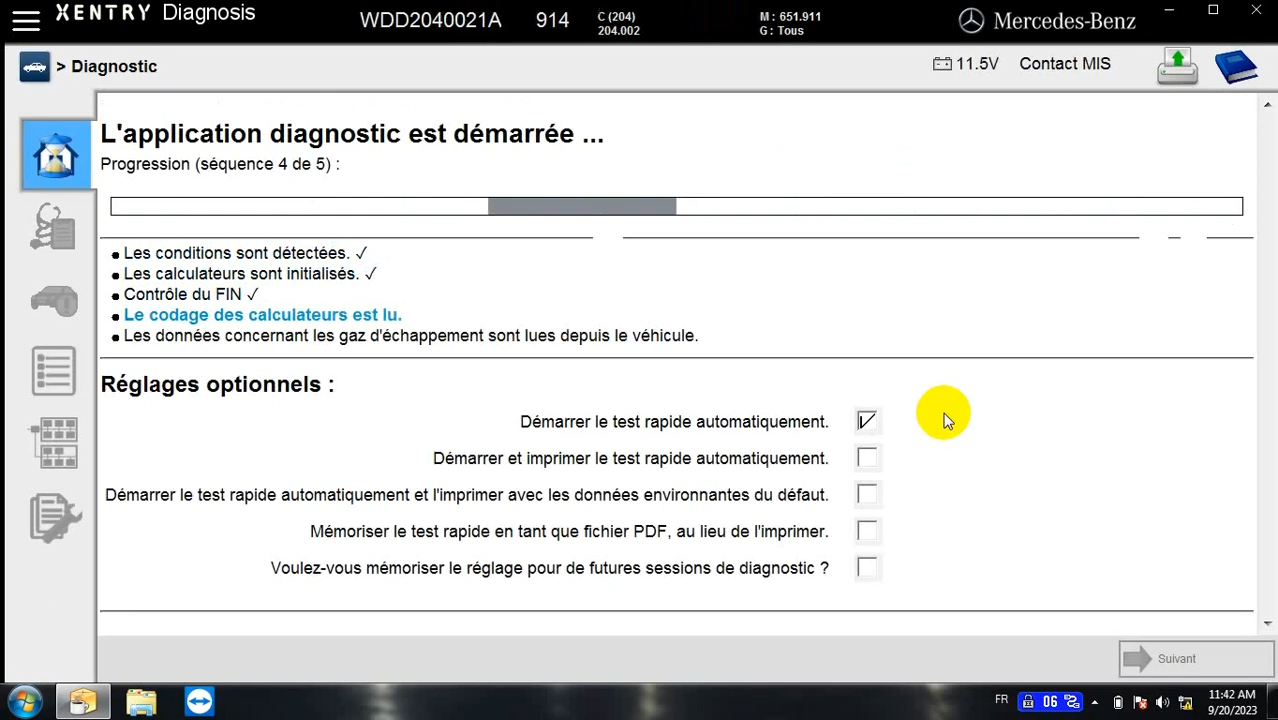 XENTRY Diagnosis
WDD2040021A
914
C (204)
204.002
M : 651.911
G : Tous
Mercedes-Benz
> Diagnostic
11.5V
Contact MIS
L'application diagnostic est démarrée ...
Progression (séquence 4 de 5) :
• Les conditions sont détectées. ✓
• Les calculateurs sont initialisés. ✓
• Contrôle du FIN ✓
• Le codage des calculateurs est lu.
• Les données concernant les gaz d'échappement sont lues depuis le véhicule.
Réglages optionnels :
Démarrer le test rapide automatiquement.
Démarrer et imprimer le test rapide automatiquement.
Démarrer le test rapide automatiquement et l'imprimer avec les données environnantes du défaut.
Mémoriser le test rapide en tant que fichier PDF, au lieu de l'imprimer.
Voulez-vous mémoriser le réglage pour de futures sessions de diagnostic ?
Suivant
FR
06
11:42 AM
9/20/2023